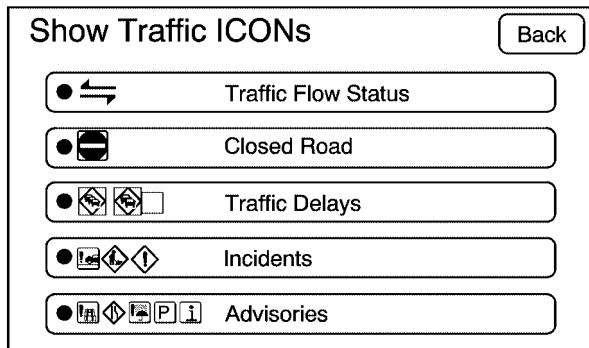 Show Traffic ICONs
Back
Traffic Flow Status
Closed Road
Traffic Delays
! ! Incidents
! ! P i Advisories